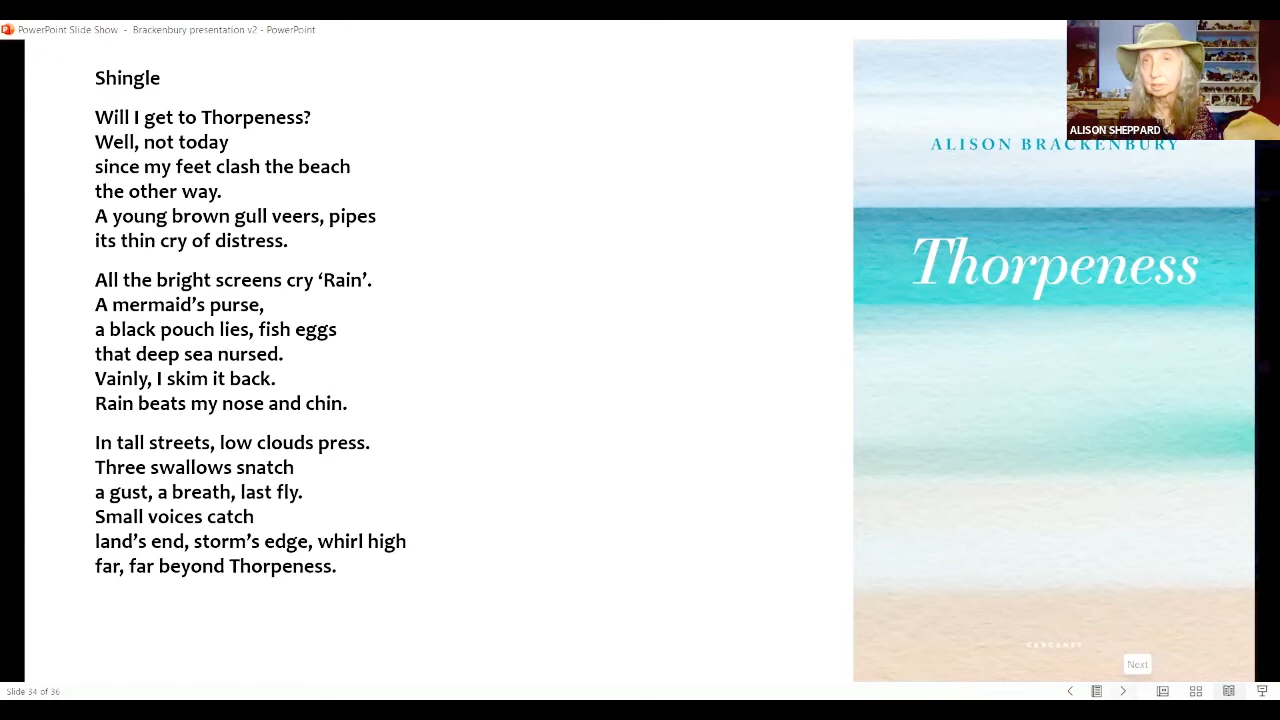 PowerPoint Slide Show - Brackenbury presentation v2 - PowerPoint
Shingle
Will I get to Thorpeness?
Well, not today
since my feet clash the beach
the other way.
A young brown gull veers, pipes
its thin cry of distress.
All the bright screens cry ‘Rain’.
A mermaid’s purse,
a black pouch lies, fish eggs
that deep sea nursed.
Vainly, I skim it back.
Rain beats my nose and chin.
In tall streets, low clouds press.
Three swallows snatch
a gust, a breath, last fly.
Small voices catch
land’s end, storm’s edge, whirl high
far, far beyond Thorpeness.
ALISON SHEPPARD
ALISON BRACKENBURY
Thorpeness
CARCANET
Next
Slide 34 of 36